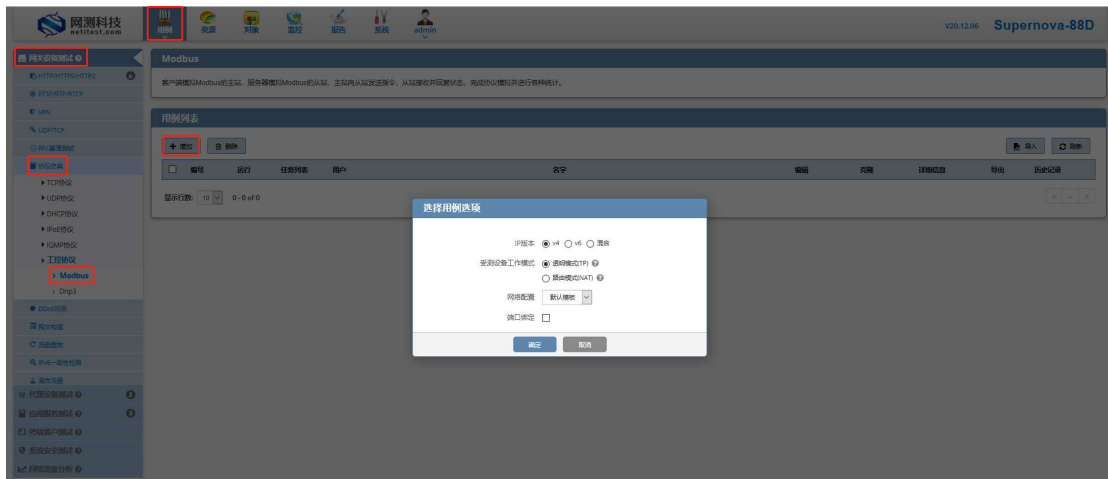 网测科技
netitest.com
用例
资源
对象
监控
报告
系统
admin
V20.12.06
Supernova-88D
网关设备测试
HTTP/HTTPS/HTTP2
RTSP/RTP/RTCP
VPN
UDP/TCP
RFC基准测试
协议仿真
TCP协议
UDP协议
DHCP协议
IPoE协议
IGMP协议
工控协议
Modbus
Dnp3
DDoS攻击
报文构造
流量重放
IPv6一致性检测
混合流量
代理设备测试
应用服务测试
终端客户测试
系统安全测试
网络流量分析
Modbus
客户端模拟Modbus的主站、服务器模拟Modbus的从站、主站向从站发送指令、从站接收并回复状态、完成协议模拟并进行各种统计。
用例列表
增加
删除
导入
刷新
编号 运行 任务列表 用户 名字 编辑 克隆 详细信息 导出 历史记录
显示行数: 10 0 - 0 of 0
选择用例选项
IP版本 v4 v6 混合
受测设备工作模式 透明模式(TP)
路由模式(NAT)
网络配置 默认模板
端口绑定
确定 取消